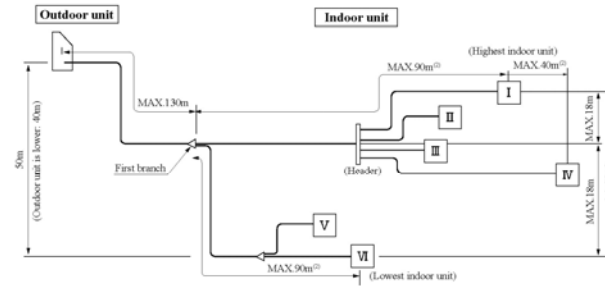 Outdoor unit
Indoor unit
(Highest indoor unit)
MAX.90m(2)
MAX.40m(2)
I
MAX.130m
II
MAX.18m
50m
(Outdoor unit is lower: 40m)
First branch
III
(Header)
IV
MAX.18m
V
VI
MAX.90m(2)
(Lowest indoor unit)